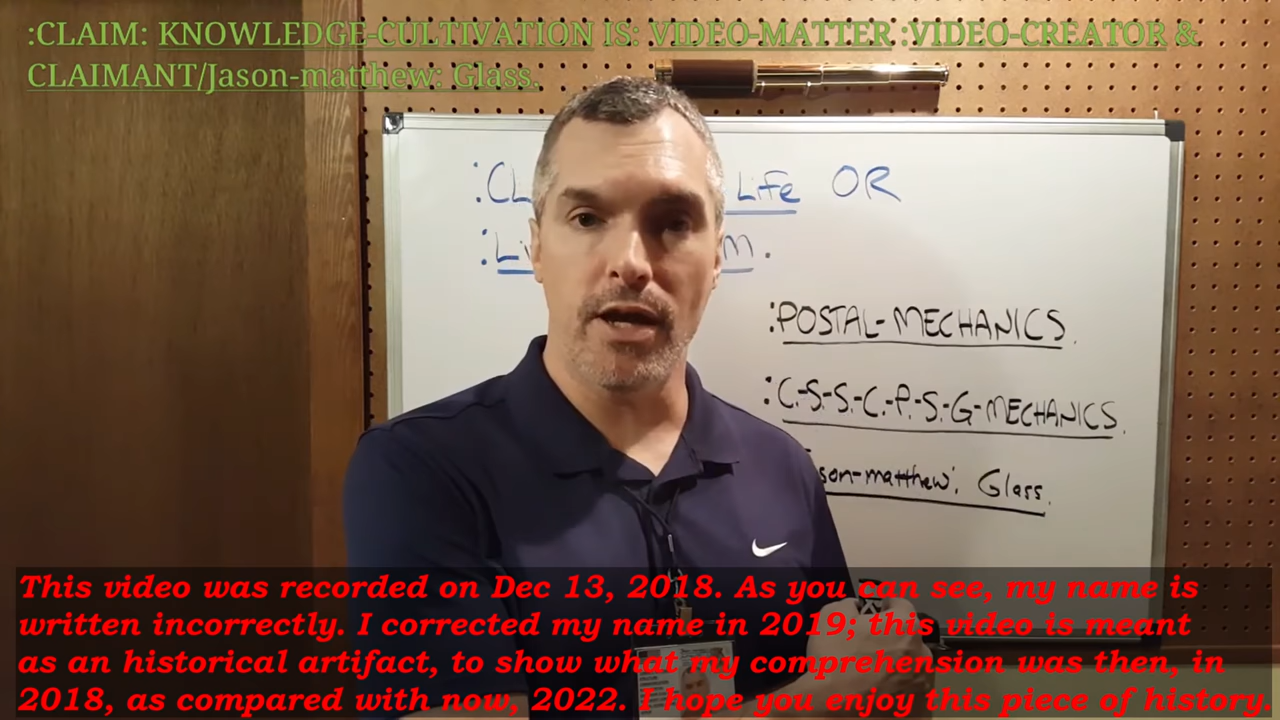 :CLAIM: KNOWLEDGE-CULTIVATION IS: VIDEO-MATTER :VIDEO-CREATOR &
CLAIMANT/Jason-matthew: Glass.
:CL Life OR
:L M.
:POSTAL-MECHANICS.
:C.-S.-S.-C.-P.-S.-G-MECHANICS.
son-matthew', Glass.
This video was recorded on Dec 13, 2018. As you can see, my name is
written incorrectly. I corrected my name in 2019; this video is meant
as an historical artifact, to show what my comprehension was then, in
2018, as compared with now, 2022. I hope you enjoy this piece of history.